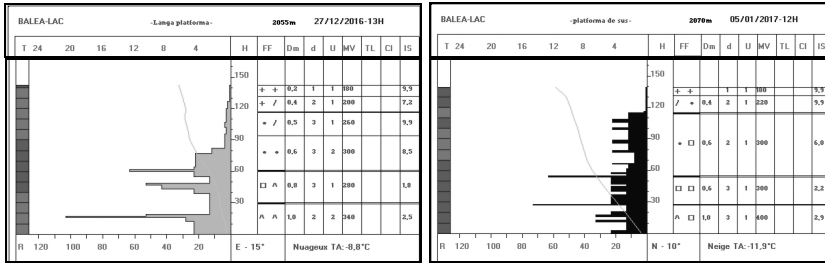 BALEA-LAC -Langa platforma- 2055m 27/12/2016-13H
T 24 20 16 12 8 4 H FF Dm d U MV TL CI IS
150
+ + 0,2 1 1 180 9,9
+ / 0,4 2 1 200 7,2
120
• / 0,5 3 1 260 9,9
90
• • 0,6 3 2 300 8,5
60
□ ^ 0,8 3 1 280 1,8
30
^ ^ 1,0 2 2 340 2,5
R 120 100 80 60 40 20 E - 15° Nuageux TA:-8,8°C
BALEA-LAC -platforma de sus- 2070m 05/01/2017-12H
T 24 20 16 12 8 4 H FF Dm d U MV TL CI IS
150
+ + 1 1 180 9,9
/ • 0,4 2 1 220 9,9
120
90
• □ 0,6 2 1 300 6,0
60
□ □ 0,6 3 1 300 2,2
30
^ □ 1,0 3 1 400 2,9
R 120 100 80 60 40 20 N - 10° Neige TA:-11,9°C